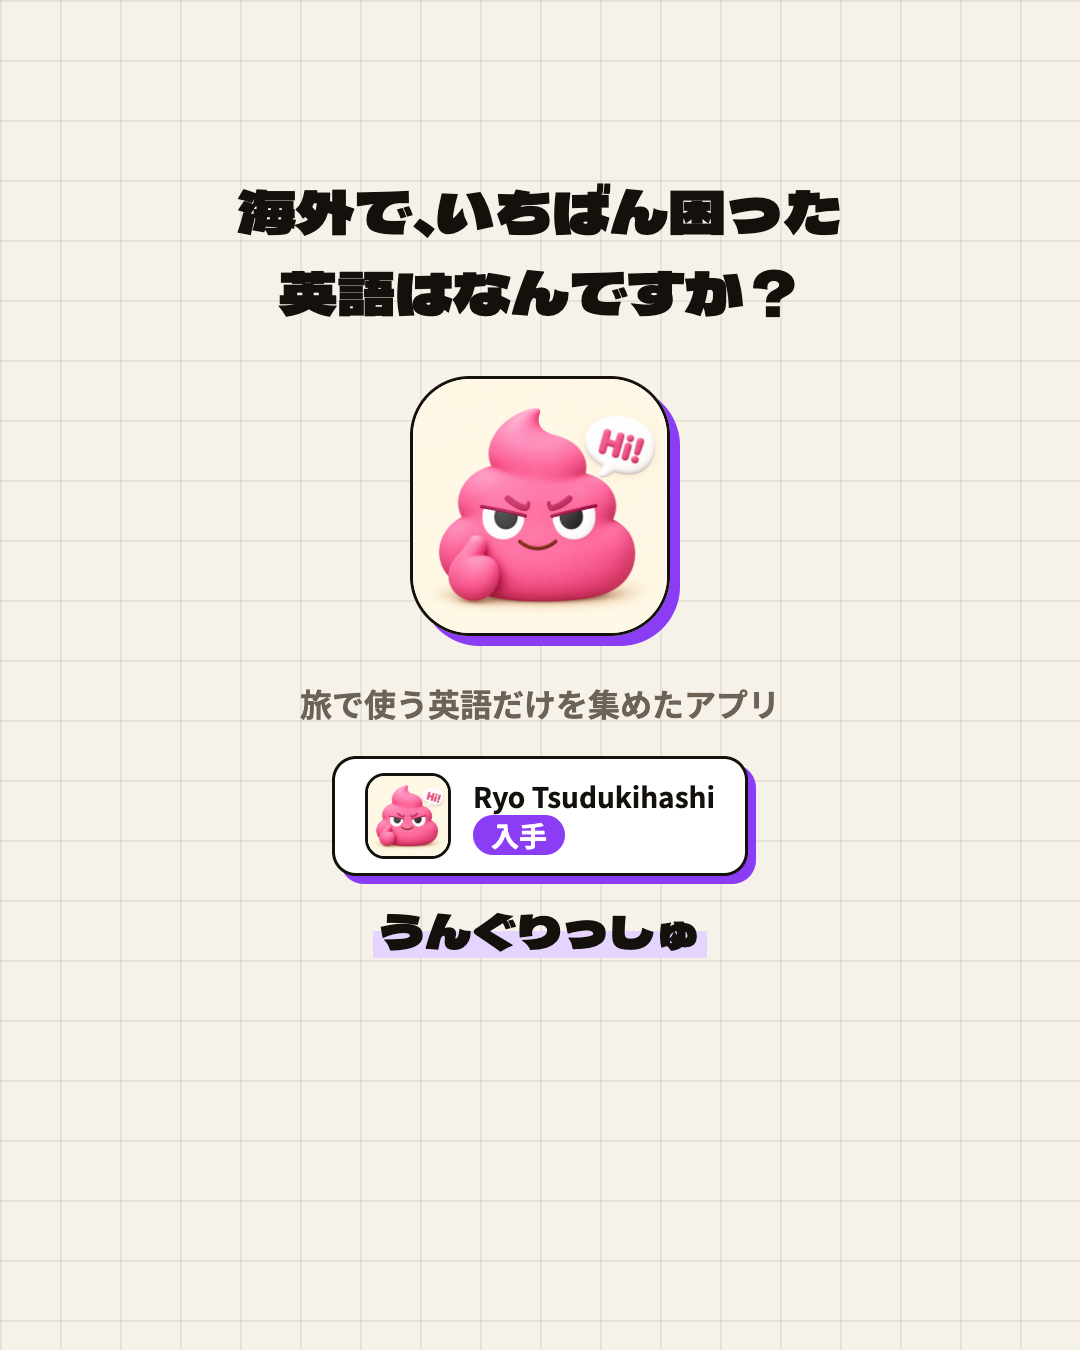 海外で、いちばん困った
英語はなんですか？
Hi!
旅で使う英語だけを集めたアプリ
Hi!
Ryo Tsudukihashi
入手
うんぐりっしゅ